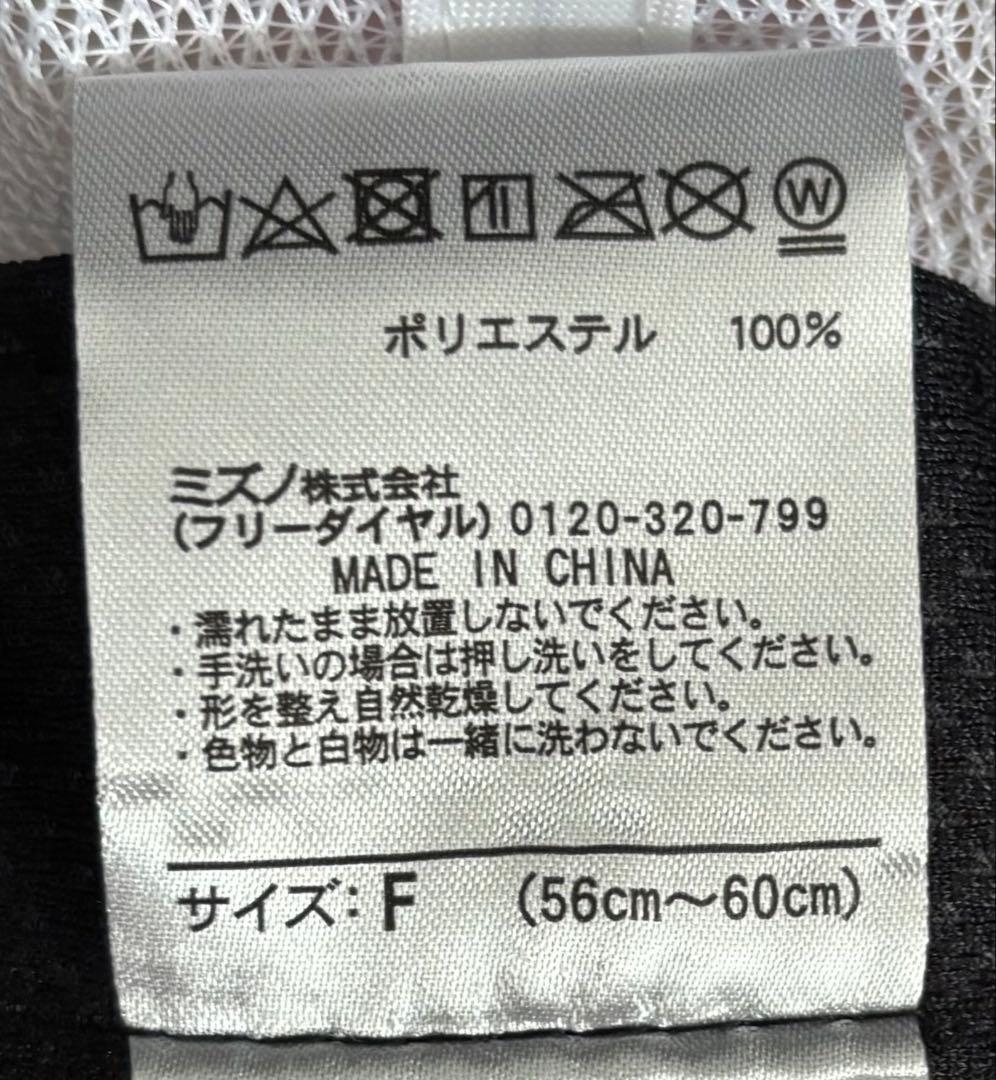 W
ポリエステル 100%
ミズノ株式会社
(フリーダイヤル) 0120-320-799
MADE IN CHINA
・濡れたまま放置しないでください。
・手洗いの場合は押し洗いをしてください。
・形を整え自然乾燥してください。
・色物と白物は一緒に洗わないでください。
サイズ: F (56cm〜60cm)